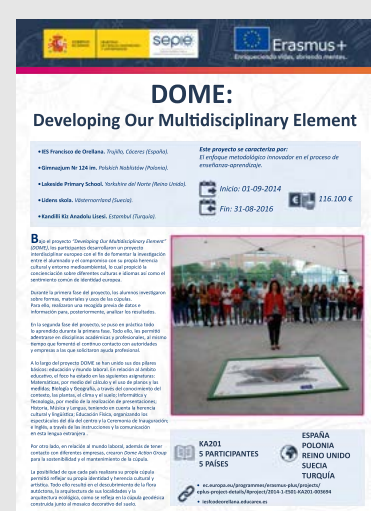 sepie
Erasmus+
Enriqueciendo vidas, abriendo mentes.
DOME:
Developing Our Multidisciplinary Element
• IES Francisco de Orellana. Trujillo, Cáceres (España).
• Gimnazjum Nr 124 im. Polskich Noblistów (Polonia).
• Lakeside Primary School. Yorkshire del Norte (Reino Unido).
• Lidens skola. Västernorrland (Suecia).
• Kandilli Kiz Anadolu Lisesi. Estambul (Turquía).
Este proyecto se caracteriza por:
El enfoque metodológico innovador en el proceso de
enseñanza-aprendizaje.
Inicio: 01-09-2014
Fin: 31-08-2016
116.100 €
Bajo el proyecto “Developing Our Multidisciplinary Element”
(DOME), los participantes desarrollaron un proyecto
interdisciplinar europeo con el fin de fomentar la investigación
entre el alumnado y el compromiso con su propia herencia
cultural y entorno medioambiental, lo cual propició la
concienciación sobre diferentes culturas e idiomas así como el
sentimiento común de identidad europea.
Durante la primera fase del proyecto, los alumnos investigaron
sobre formas, materiales y usos de las cúpulas.
Para ello, realizaron una recogida previa de datos e
información para, posteriormente, analizar los resultados.
En la segunda fase del proyecto, se puso en práctica todo
lo aprendido durante la primera fase. Todo ello, les permitió
adentrarse en disciplinas académicas y profesionales, al mismo
tiempo que fomentó el continuo contacto con autoridades
y empresas a las que solicitaron ayuda profesional.
A lo largo del proyecto DOME se han unido sus dos pilares
básicos: educación y mundo laboral. En relación al ámbito
educativo, el foco ha estado en las siguientes asignaturas:
Matemáticas, por medio del cálculo y el uso de planos y las
medidas; Biología y Geografía, a través del conocimiento del
contexto, las plantas, el clima y el suelo; Informática y
Tecnología, por medio de la realización de presentaciones;
Historia, Música y Lengua, teniendo en cuenta la herencia
cultural y lingüística; Educación Física, organizando los
espectáculos del día del centro y la Ceremonia de Inauguración;
e Inglés, a través de las instrucciones y la comunicación
en esta lengua extranjera.
Por otro lado, en relación al mundo laboral, además de tener
contacto con diferentes empresas, crearon Dome Action Group
para la sostenibilidad y el mantenimiento de la cúpula.
La posibilidad de que cada país realizara su propia cúpula
permitió reflejar su propia identidad y herencia cultural y
artística. Todo ello resultó en el descubrimiento de la flora
autóctona, la arquitectura de sus localidades y la
arquitectura ecológica, como se refleja en la cúpula geodésica
construida junto al mosaico decorativo del suelo.
KA201
5 PARTICIPANTES
5 PAÍSES
ESPAÑA
POLONIA
REINO UNIDO
SUECIA
TURQUÍA
• ec.europa.eu/programmes/erasmus-plus/projects/
eplus-project-details/#project/2014-1-ES01-KA201-003694
• iesfcodeorellana.educarex.es